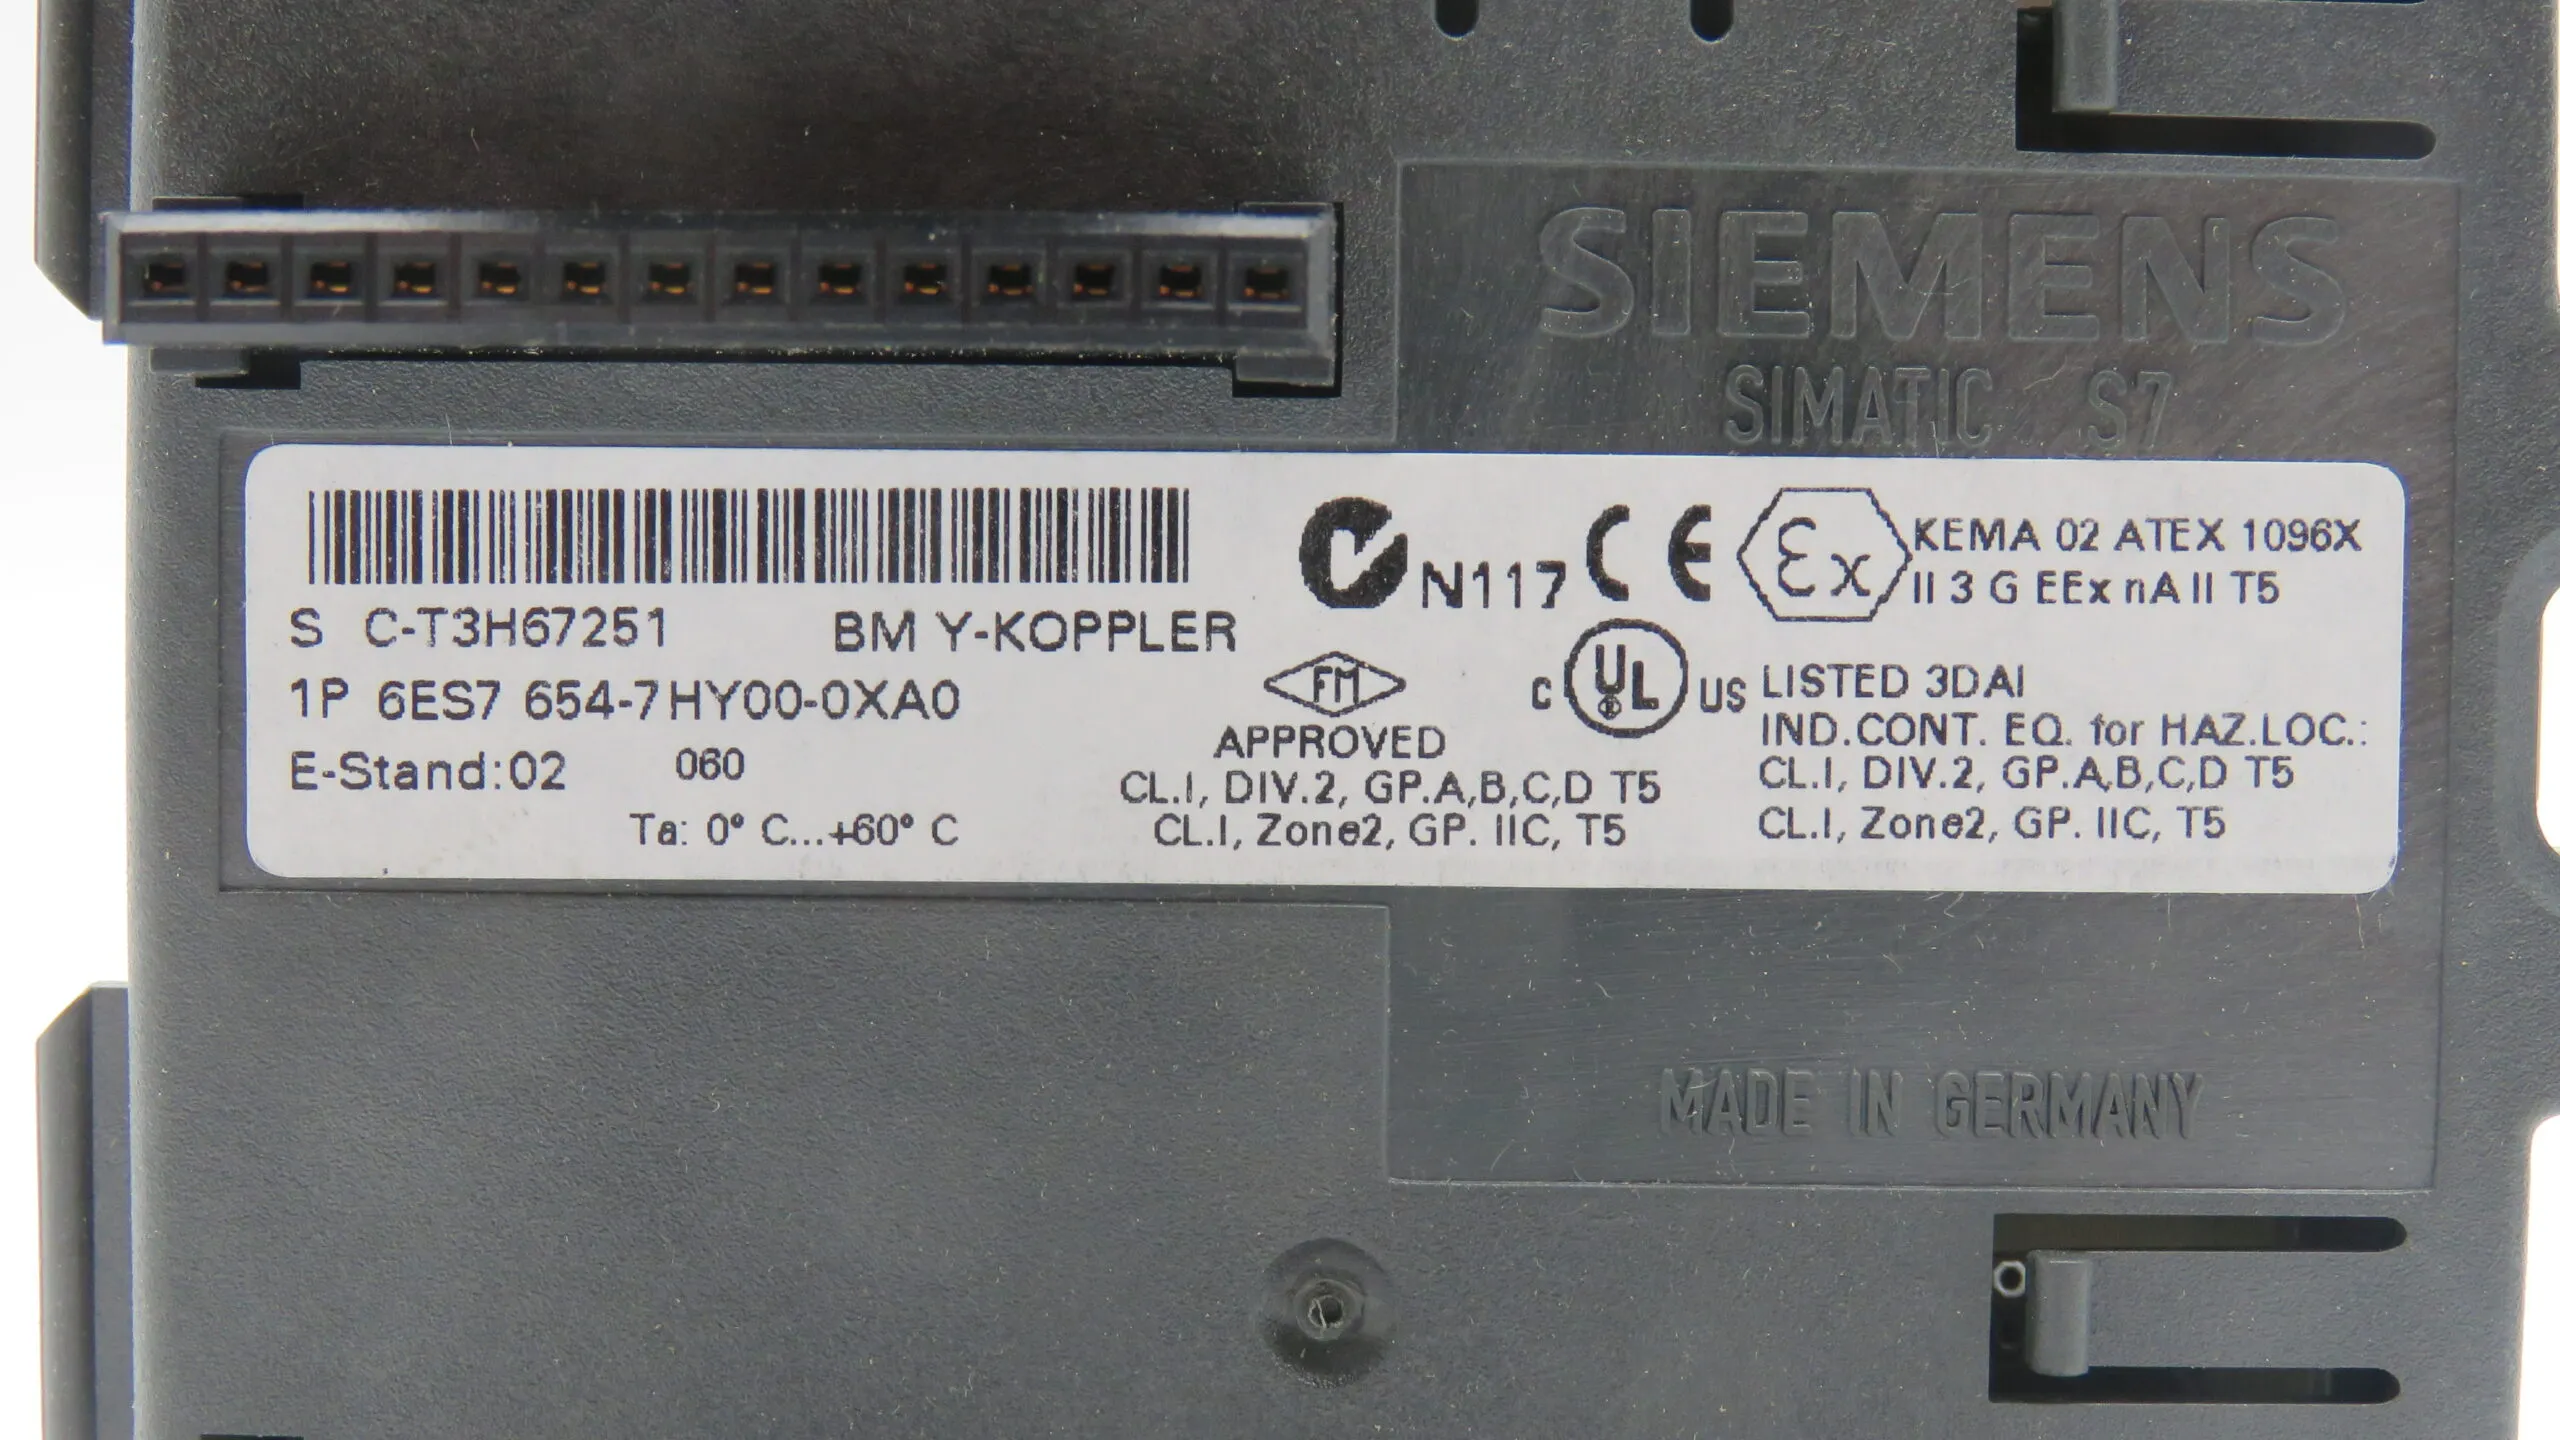 SIEMENS
SIMATIC S7
S C-T3H67251 BM Y-KOPPLER
1P 6ES7 654-7HY00-0XA0
E-Stand:02 060
Ta: 0° C...+60° C
N117
CE
Ex
KEMA 02 ATEX 1096X
II 3 G EEx nA II T5
FM
APPROVED
CL.I, DIV.2, GP.A,B,C,D T5
CL.I, Zone2, GP. IIC, T5
C UL US LISTED 3DAI
IND.CONT. EQ. for HAZ.LOC.:
CL.I, DIV.2, GP.A,B,C,D T5
CL.I, Zone2, GP. IIC, T5
MADE IN GERMANY